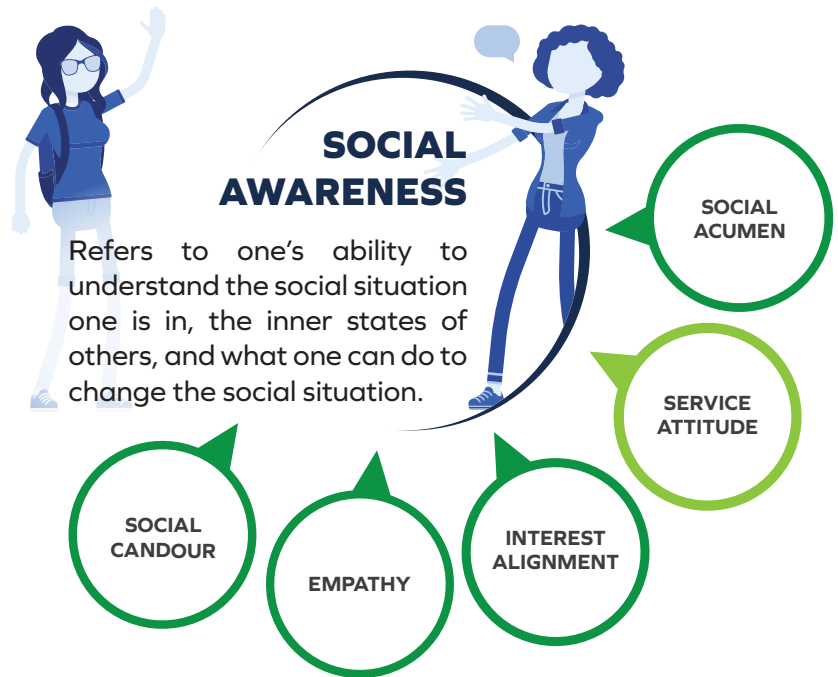 SOCIAL
AWARENESS
Refers to one’s ability to
understand the social situation
one is in, the inner states of
others, and what one can do to
change the social situation.
SOCIAL
ACUMEN
SERVICE
ATTITUDE
INTEREST
ALIGNMENT
EMPATHY
SOCIAL
CANDOUR